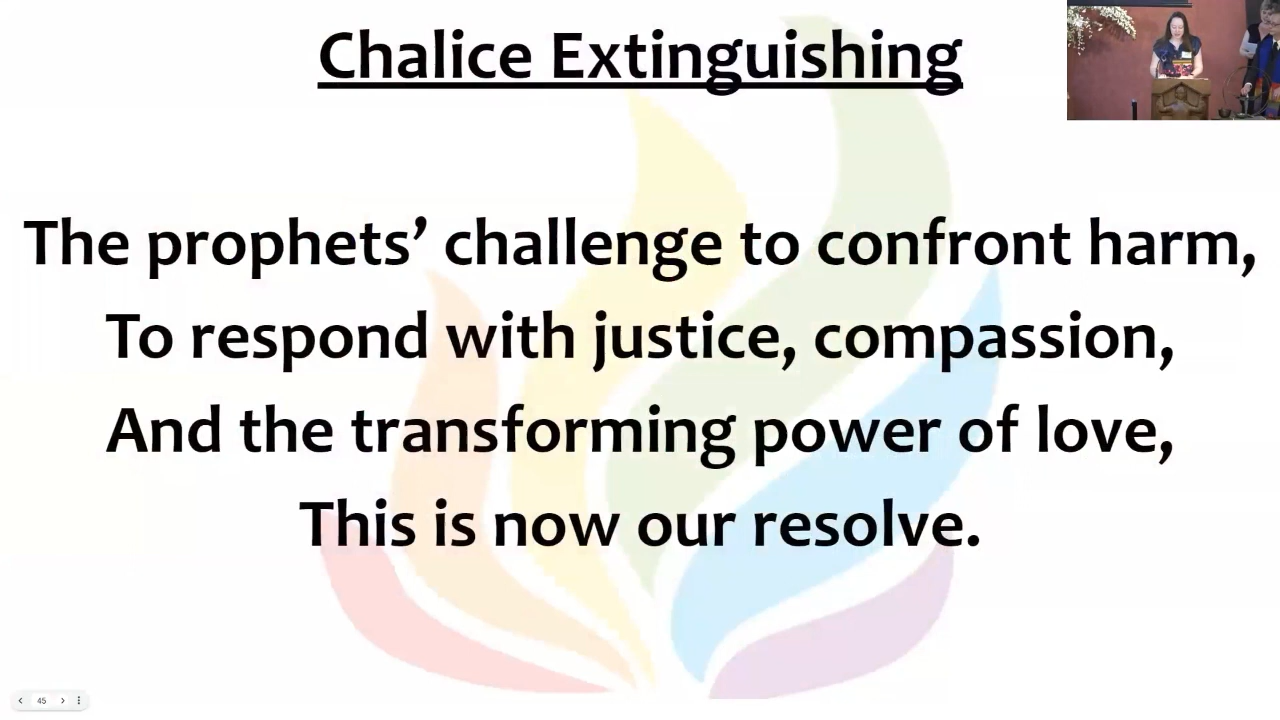 Chalice Extinguishing
The prophets’ challenge to confront harm,
To respond with justice, compassion,
And the transforming power of love,
This is now our resolve.
45